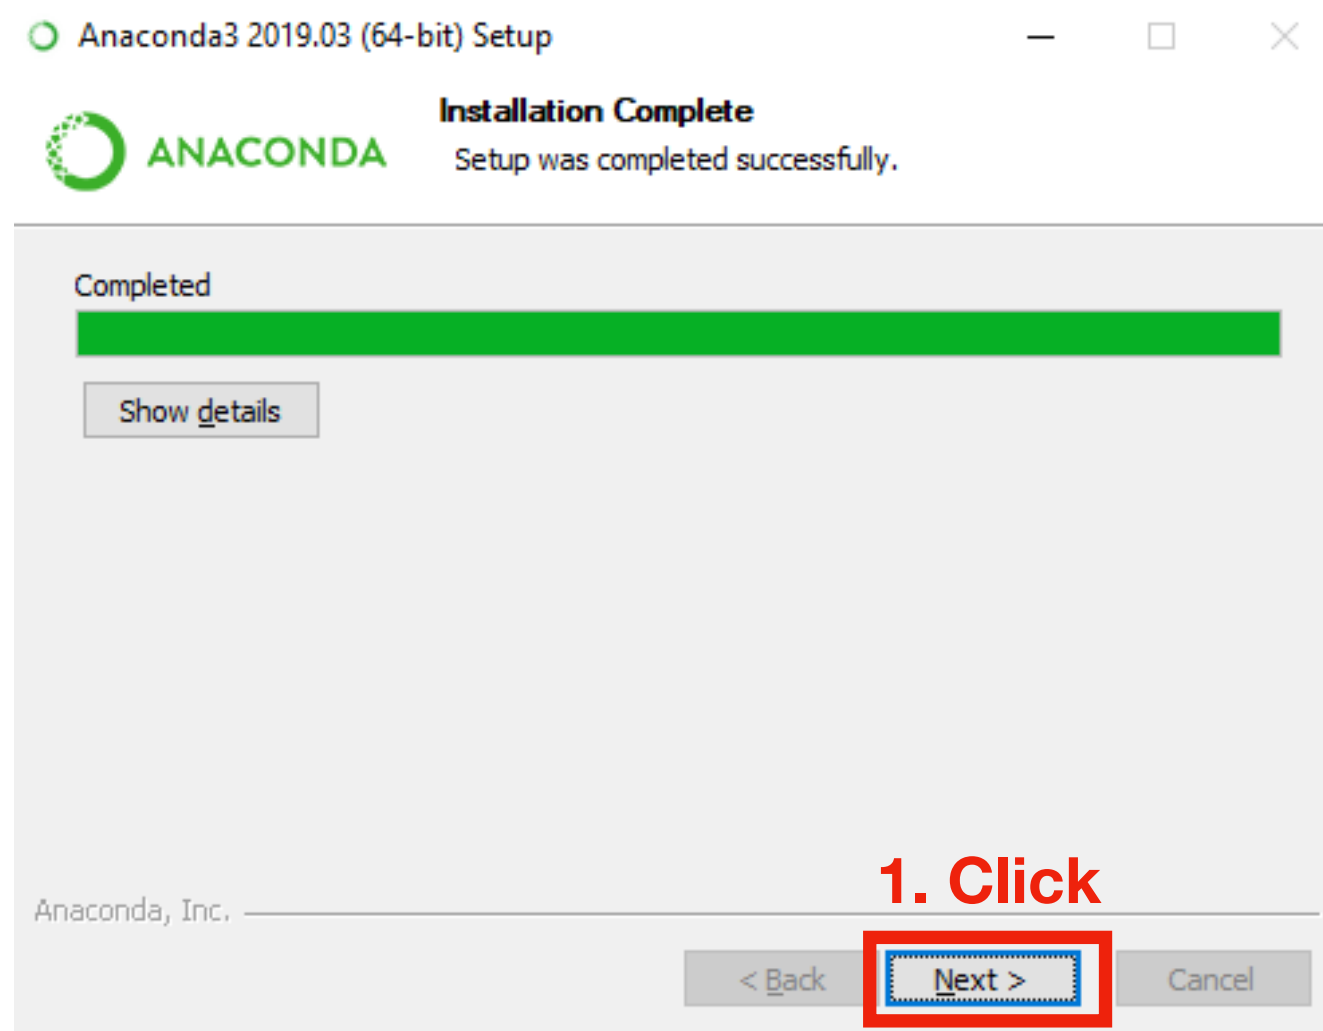 Anaconda3 2019.03 (64-bit) Setup
ANACONDA
Installation Complete
Setup was completed successfully.
Completed
Show details
1. Click
Anaconda, Inc.
< Back
Next >
Cancel